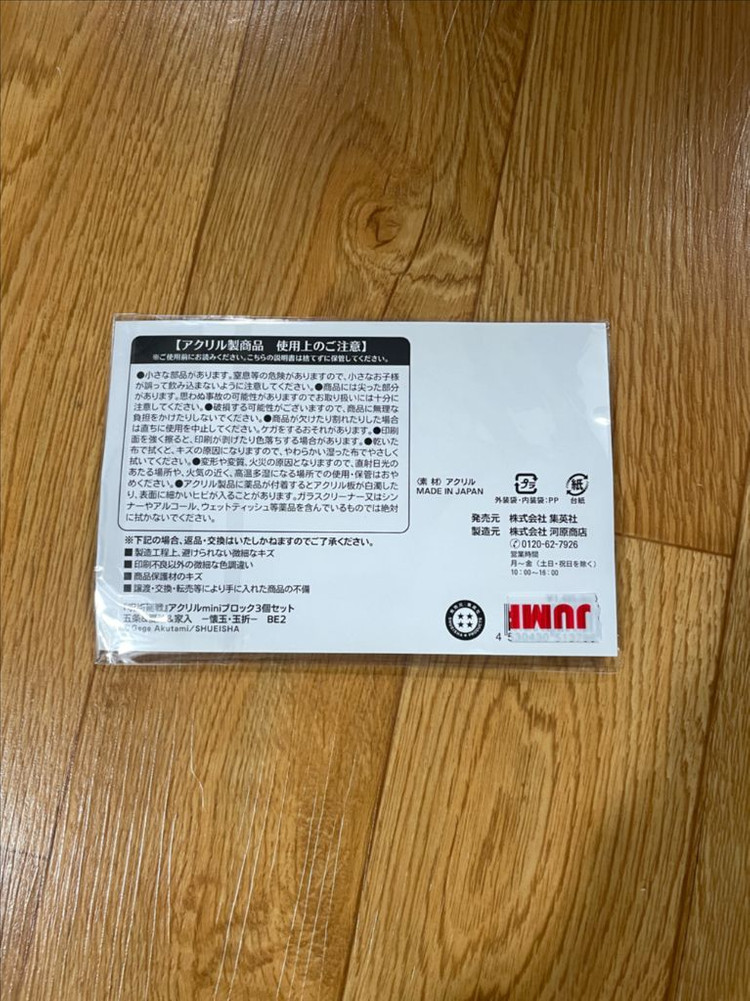 【アクリル製商品 使用上のご注意】
※ご使用前にお読みください。こちらの説明書は捨てずに保管してください。
●小さな部品があります。窒息等の危険がありますので、小さなお子様
が誤って飲み込まないように注意してください。●商品には尖った部分
があります。思わぬ事故の可能性がありますのでお取り扱いには十分に
注意してください。●破損する可能性がございますので、商品に無理な
負担をかけたりしないでください。●商品が欠けたり割れたりした場合
は直ちに使用を中止してください。ケガをするおそれがあります。●印刷
面を強く擦ると、印刷が剥げたり色落ちする場合があります。●乾いた
布で拭くと、キズの原因になりますので、やわらかい湿った布でやさしく
拭いてください。●変形や変質、火災の原因となりますので、直射日光の
あたる場所や、火気の近く、高温多湿になる場所での使用・保管はおや
めください。●アクリル製品に薬品が付着するとアクリル板が白濁した
り、表面に細かいヒビが入ることがあります。ガラスクリーナー又はシン
ナーやアルコール、ウェットティッシュ等薬品を含んでいるものでは絶対
に拭かないでください。
※下記の場合、返品・交換はいたしかねますのでご了承ください。
■製造工程上、避けられない微細なキズ
■印刷不良以外の微細な色調違い
■商品保護材のキズ
■譲渡・交換・転売等により手に入れた商品の不備
アクリルminiブロック3個セット
五条& &家入 ー懐玉・玉折ー BE2
©Gege Akutami/SHUEISHA
〈素材〉アクリル
MADE IN JAPAN
プラ
外装袋・内装袋:PP
紙
台紙
発売元 株式会社 集英社
製造元 株式会社 河原商店
0120-62-7926
営業時間
月〜金(土日・祝日を除く)
10:00〜16:00
JUM